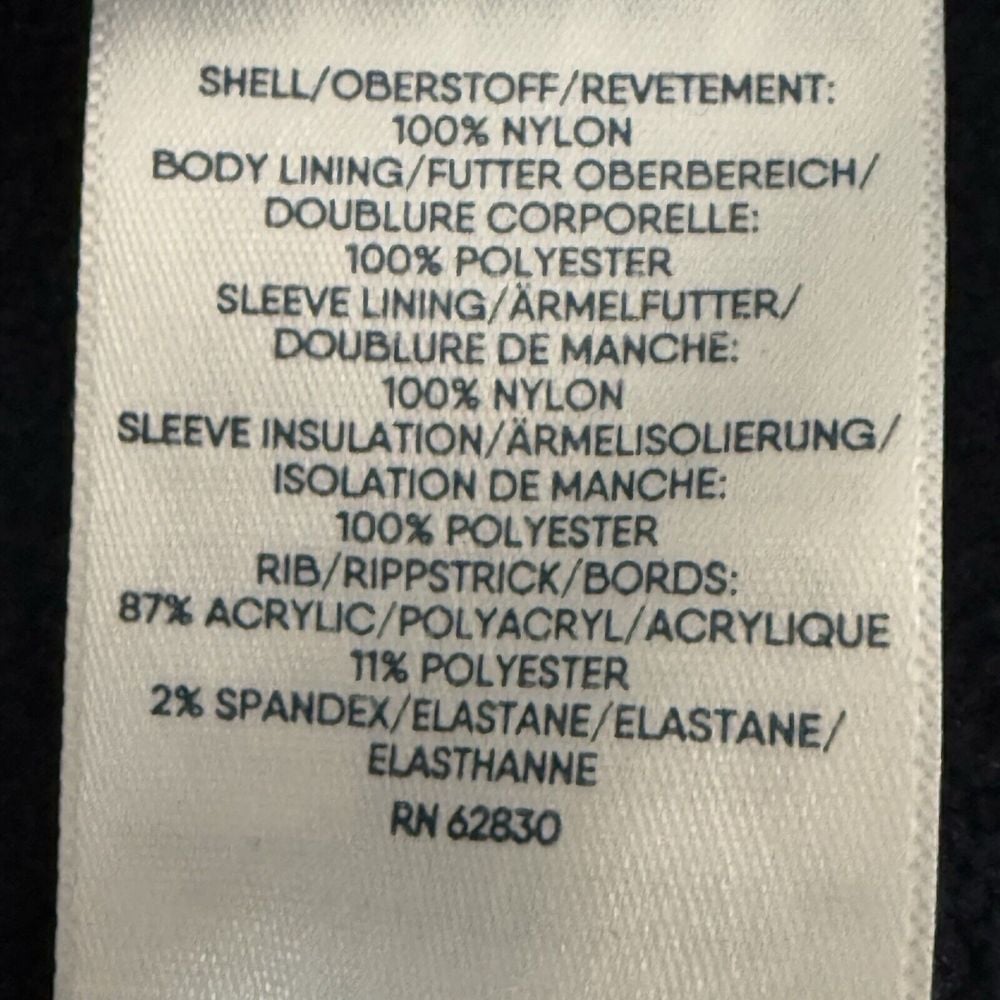 SHELL/OBERSTOFF/REVETEMENT:
100% NYLON
BODY LINING/FUTTER OBERBEREICH/
DOUBLURE CORPORELLE:
100% POLYESTER
SLEEVE LINING/ÄRMELFUTTER/
DOUBLURE DE MANCHE:
100% NYLON
SLEEVE INSULATION/ÄRMELISOLIERUNG/
ISOLATION DE MANCHE:
100% POLYESTER
RIB/RIPPSTRICK/BORDS:
87% ACRYLIC/POLYACRYL/ACRYLIQUE
11% POLYESTER
2% SPANDEX/ELASTANE/ELASTANE/
ELASTHANNE
RN 62830